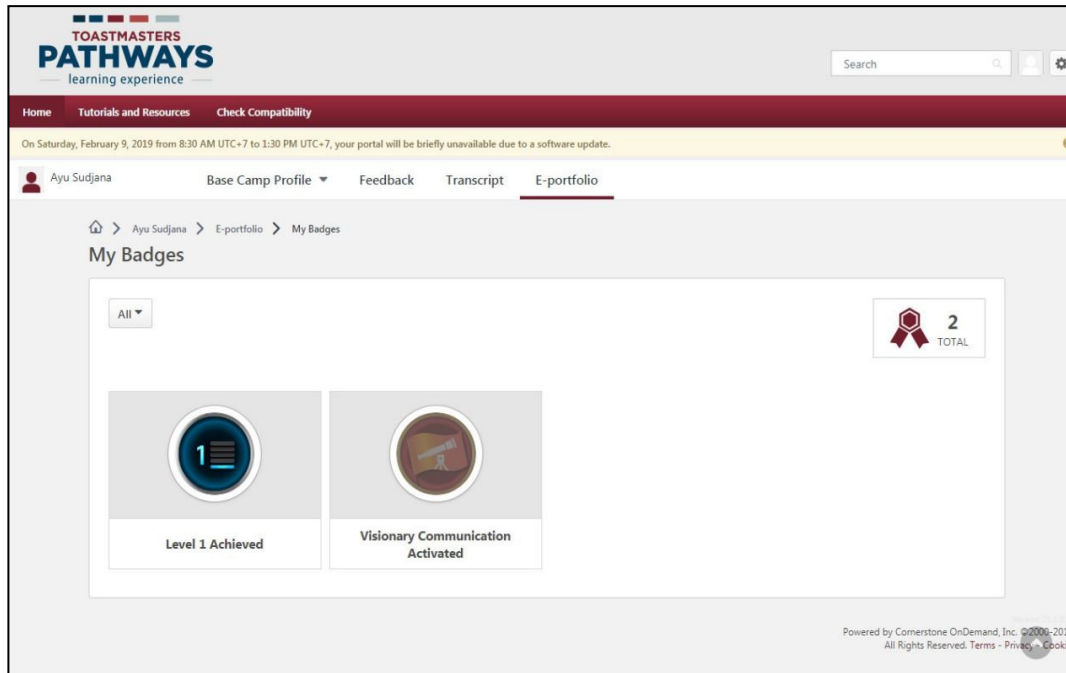 TOASTMASTERS
PATHWAYS
learning experience
Search
Home Tutorials and Resources Check Compatibility
On Saturday, February 9, 2019 from 8:30 AM UTC+7 to 1:30 PM UTC+7, your portal will be briefly unavailable due to a software update.
Ayu Sudjana Base Camp Profile Feedback Transcript E-portfolio
Ayu Sudjana E-portfolio My Badges
My Badges
All
2
TOTAL
1
Level 1 Achieved
Visionary Communication
Activated
Powered by Cornerstone OnDemand, Inc. ©2000-201
All Rights Reserved. Terms - Privacy - Cooki